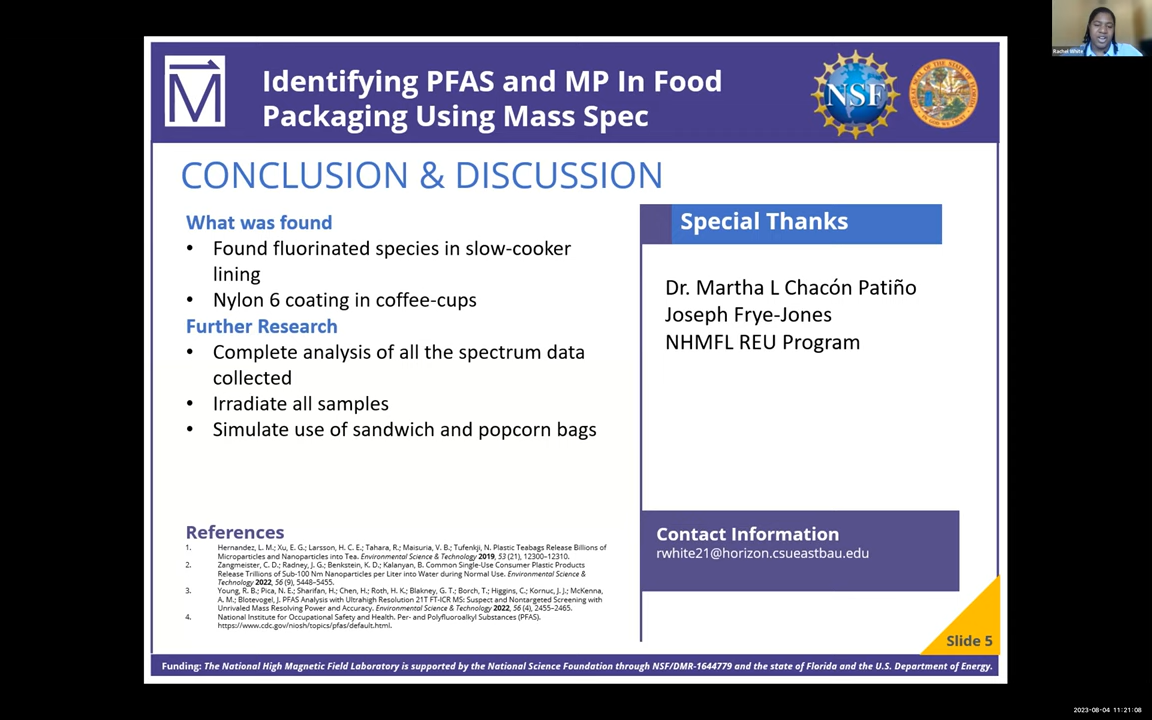 Rachel White
Identifying PFAS and MP In Food
Packaging Using Mass Spec
NSF
CONCLUSION & DISCUSSION
What was found
• Found fluorinated species in slow-cooker
lining
• Nylon 6 coating in coffee-cups
Further Research
• Complete analysis of all the spectrum data
collected
• Irradiate all samples
• Simulate use of sandwich and popcorn bags
Special Thanks
Dr. Martha L Chacón Patiño
Joseph Frye-Jones
NHMFL REU Program
References
1. Hernandez, L. M.; Xu, E. G.; Larsson, H. C. E.; Tahara, R.; Maisuria, V. B.; Tufenkji, N. Plastic Teabags Release Billions of
Microparticles and Nanoparticles into Tea. Environmental Science & Technology 2019, 53 (21), 12300–12310.
2. Zangmeister, C. D.; Radney, J. G.; Benkstein, K. D.; Kalanyan, B. Common Single-Use Consumer Plastic Products
Release Trillions of Sub-100 Nm Nanoparticles per Liter into Water during Normal Use. Environmental Science &
Technology 2022, 56 (9), 5448–5455.
3. Young, R. B.; Pica, N. E.; Sharifan, H.; Chen, H.; Roth, H. K.; Blakney, G. T.; Borch, T.; Higgins, C.; Kornuc, J. J.; McKenna,
A. M.; Blotevogel, J. PFAS Analysis with Ultrahigh Resolution 21T FT-ICR MS: Suspect and Nontargeted Screening with
Unrivaled Mass Resolving Power and Accuracy. Environmental Science & Technology 2022, 56 (4), 2455–2465.
4. National Institute for Occupational Safety and Health. Per- and Polyfluoroalkyl Substances (PFAS).
https://www.cdc.gov/niosh/topics/pfas/default.html.
Contact Information
rwhite21@horizon.csueastbau.edu
Slide 5
Funding: The National High Magnetic Field Laboratory is supported by the National Science Foundation through NSF/DMR-1644779 and the state of Florida and the U.S. Department of Energy.
2023-08-04 11:21:08